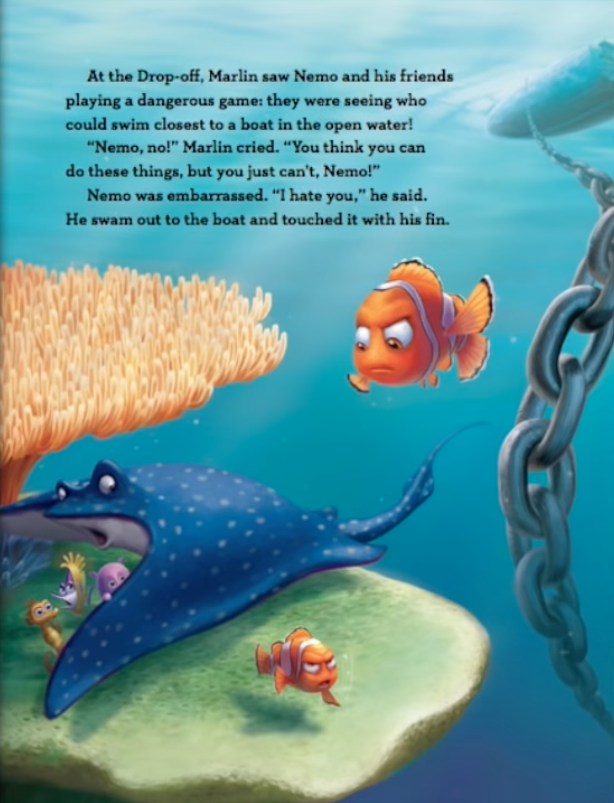 At the Drop-off, Marlin saw Nemo and his friends
playing a dangerous game: they were seeing who
could swim closest to a boat in the open water!
“Nemo, no!” Marlin cried. “You think you can
do these things, but you just can't, Nemo!”
Nemo was embarrassed. “I hate you,” he said.
He swam out to the boat and touched it with his fin.